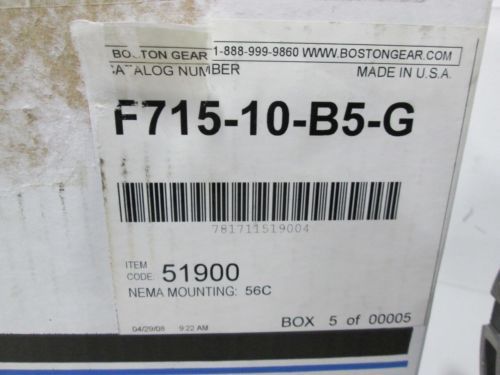 BOSTON GEAR 1-888-999-9860 WWW.BOSTONGEAR.COM
CATALOG NUMBER MADE IN U.S.A.
F715-10-B5-G
781711519004
ITEM
CODE: 51900
NEMA MOUNTING: 56C
04/29/08 9:22 AM BOX 5 of 00005